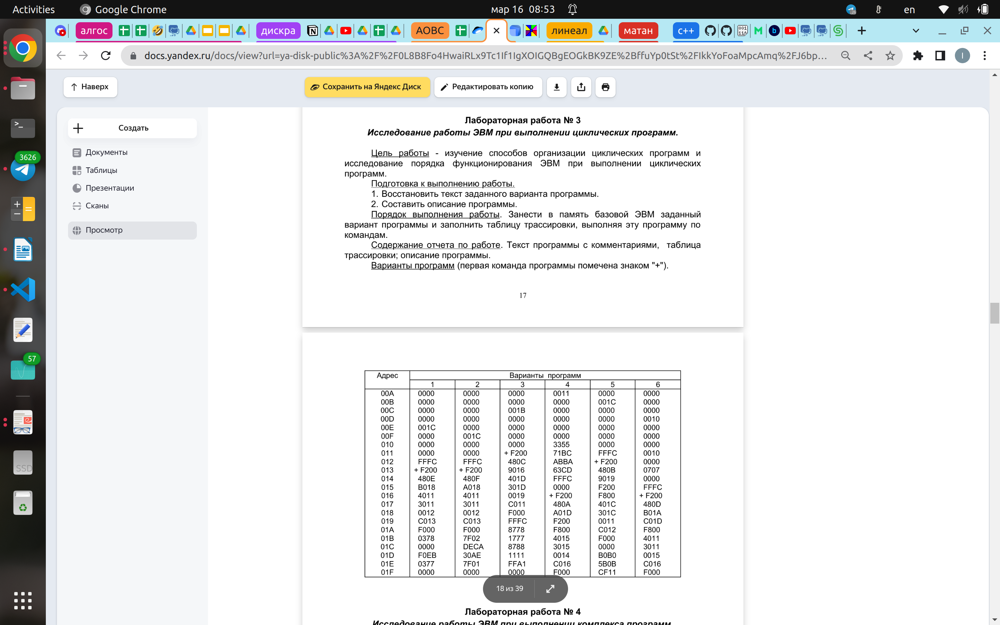 Activities
Google Chrome
мар 16 08:53
en
алгос
дискра
АОВС
линеал
матан
c++
docs.yandex.ru/docs/view?url=ya-disk-public%3A%2F%2F0L8B8Fo4HwaiRLx9Tc1If1IgXOIGQBgEOGkBK9ZE%2BffuYp0tSt%2FIkkYoFoaMpcAmq%2FJ6bp...
I
Наверх
Сохранить на Яндекс Диск
Редактировать копию
3626
57
SSD
Создать
Документы
Таблицы
Презентации
Сканы
Просмотр
Лабораторная работа № 3
Исследование работы ЭВМ при выполнении циклических программ.
Цель работы - изучение способов организации циклических программ и
исследование порядка функционирования ЭВМ при выполнении циклических
программ.
Подготовка к выполнению работы.
1. Восстановить текст заданного варианта программы.
2. Составить описание программы.
Порядок выполнения работы. Занести в память базовой ЭВМ заданный
вариант программы и заполнить таблицу трассировки, выполняя эту программу по
командам.
Содержание отчета по работе. Текст программы с комментариями, таблица
трассировки; описание программы.
Варианты программ (первая команда программы помечена знаком "+").
17
Адрес Варианты программ
1 2 3 4 5 6
00A 0000 0000 0000 0011 0000 0000
00B 0000 0000 0000 0000 001C 0000
00C 0000 0000 001B 0000 0000 0000
00D 0000 0000 0000 0000 0000 0010
00E 001C 0000 0000 0000 0000 0000
00F 0000 001C 0000 0000 0000 0000
010 0000 0000 0000 3355 0000 0000
011 0000 0000 + F200 71BC FFFC 0010
012 FFFC FFFC 480C ABBA + F200 0000
013 + F200 + F200 9016 63CD 480B 0707
014 480E 480F 401D FFFC 9019 0000
015 B018 A018 301D 0000 F200 FFFC
016 4011 4011 0019 + F200 F800 + F200
017 3011 3011 C011 480A 401C 480D
018 0012 0012 F000 A01D 301C B01A
019 C013 C013 FFFC F200 0011 C01D
01A F000 F000 8778 F800 C012 F800
01B 0378 7F02 1777 4015 F000 4011
01C 0000 DECA 8788 3015 0000 3011
01D F0EB 30AE 1111 0014 B0B0 0015
01E 0377 7F01 FFA1 C016 5B0B C016
01F 0000 0000 0000 F000 CF11 F000
18 из 39
Лабораторная работа № 4
Исследование работы ЭВМ при выполнении комплекса программ